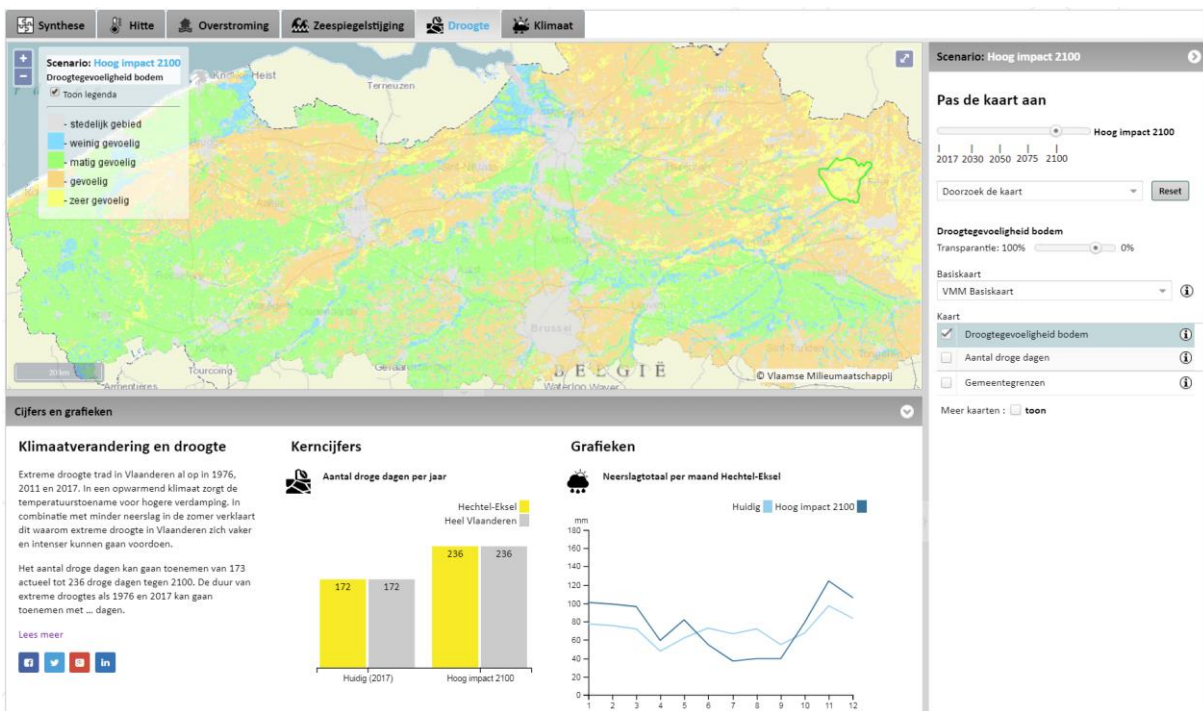 Synthese
Hitte
Overstroming
Zeespiegelstijging
Droogte
Klimaat
+
−
Scenario: Hoog impact 2100
Droogtegevoeligheid bodem
Toon legenda
- stedelijk gebied
- weinig gevoelig
- matig gevoelig
- gevoelig
- zeer gevoelig
Heist
Terneuzen
Brussel
20 km
Armentières
Tourcoing
BELGIË
Waterloo Waver
© Vlaamse Milieumaatschappij
Scenario: Hoog impact 2100
Pas de kaart aan
Hoog impact 2100
2017 2030 2050 2075 2100
Doorzoek de kaart
Reset
Droogtegevoeligheid bodem
Transparantie: 100% 0%
Basiskaart
VMM Basiskaart
Kaart
Droogtegevoeligheid bodem
Aantal droge dagen
Gemeentegrenzen
Meer kaarten : toon
Cijfers en grafieken
Klimaatverandering en droogte
Extreme droogte trad in Vlaanderen al op in 1976,
2011 en 2017. In een opwarmend klimaat zorgt de
temperatuurstoename voor hogere verdamping. In
combinatie met minder neerslag in de zomer verklaart
dit waarom extreme droogte in Vlaanderen zich vaker
en intenser kunnen gaan voordoen.
Het aantal droge dagen kan gaan toenemen van 173
actueel tot 236 droge dagen tegen 2100. De duur van
extreme droogtes als 1976 en 2017 kan gaan
toenemen met ... dagen.
Lees meer
Kerncijfers
Aantal droge dagen per jaar
Hechtel-Eksel
Heel Vlaanderen
236 236
172 172
Huidig (2017) Hoog impact 2100
Grafieken
Neerslagtotaal per maand Hechtel-Eksel
Huidig Hoog impact 2100
mm
180
160
140
120
100
80
60
40
20
0
1 2 3 4 5 6 7 8 9 10 11 12